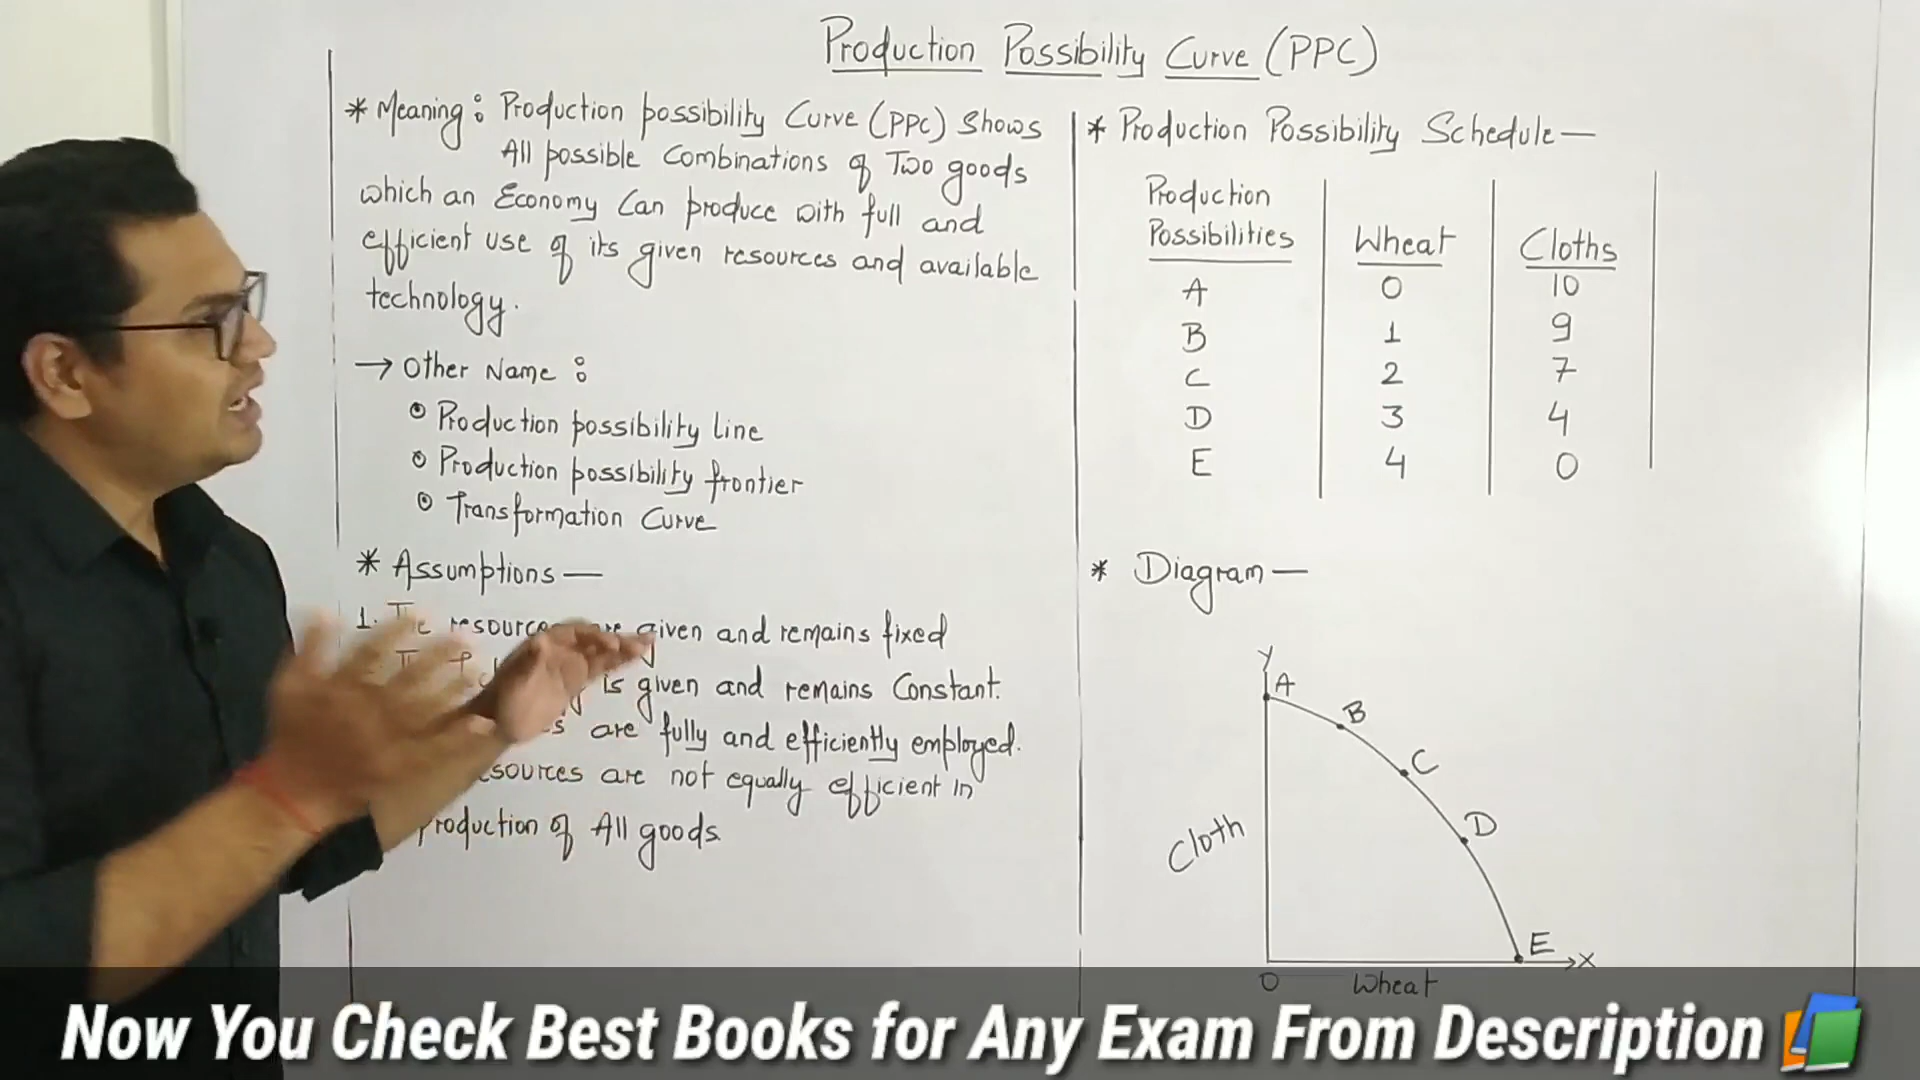 Production Possibility Curve (PPC)
* Meaning : Production possibility Curve (PPC) Shows
All possible Combinations of Two goods
which an Economy Can produce with full and
efficient use of its given resources and available
technology.
→ Other Name :
Production possibility line
Production possibility frontier
Transformation Curve
* Assumptions —
1. resources given and remains fixed
is given and remains Constant.
are fully and efficiently employed.
are not equally efficient in
of All goods
* Production Possibility Schedule —
Production
Possibilities Wheat Cloths
A 0 10
B 1 9
C 2 7
D 3 4
E 4 0
* Diagram —
Y
A
B
C
D
Cloth
E
X
O Wheat
Now You Check Best Books for Any Exam From Description